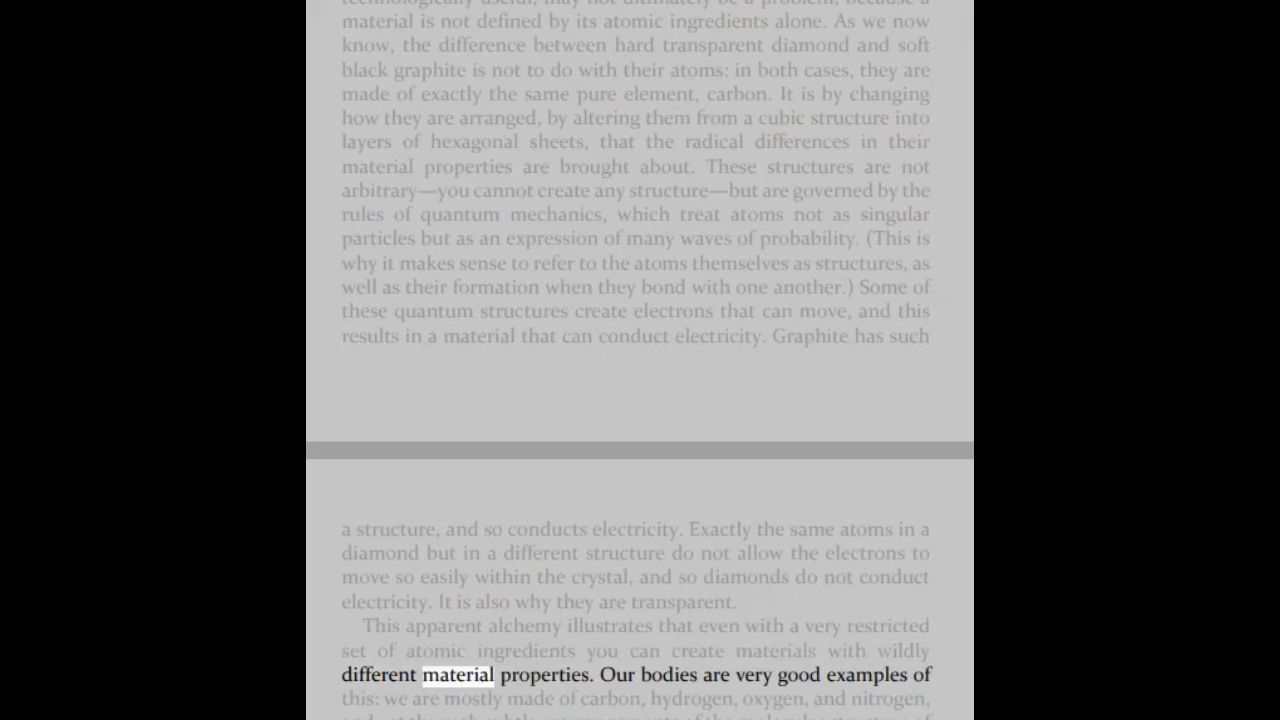 technologically useful, may not ultimately be a problem, because a
material is not defined by its atomic ingredients alone. As we now
know, the difference between hard transparent diamond and soft
black graphite is not to do with their atoms: in both cases, they are
made of exactly the same pure element, carbon. It is by changing
how they are arranged, by altering them from a cubic structure into
layers of hexagonal sheets, that the radical differences in their
material properties are brought about. These structures are not
arbitrary—you cannot create any structure—but are governed by the
rules of quantum mechanics, which treat atoms not as singular
particles but as an expression of many waves of probability. (This is
why it makes sense to refer to the atoms themselves as structures, as
well as their formation when they bond with one another.) Some of
these quantum structures create electrons that can move, and this
results in a material that can conduct electricity. Graphite has such
a structure, and so conducts electricity. Exactly the same atoms in a
diamond but in a different structure do not allow the electrons to
move so easily within the crystal, and so diamonds do not conduct
electricity. It is also why they are transparent.
This apparent alchemy illustrates that even with a very restricted
set of atomic ingredients you can create materials with wildly
different material properties. Our bodies are very good examples of
this: we are mostly made of carbon, hydrogen, oxygen, and nitrogen,